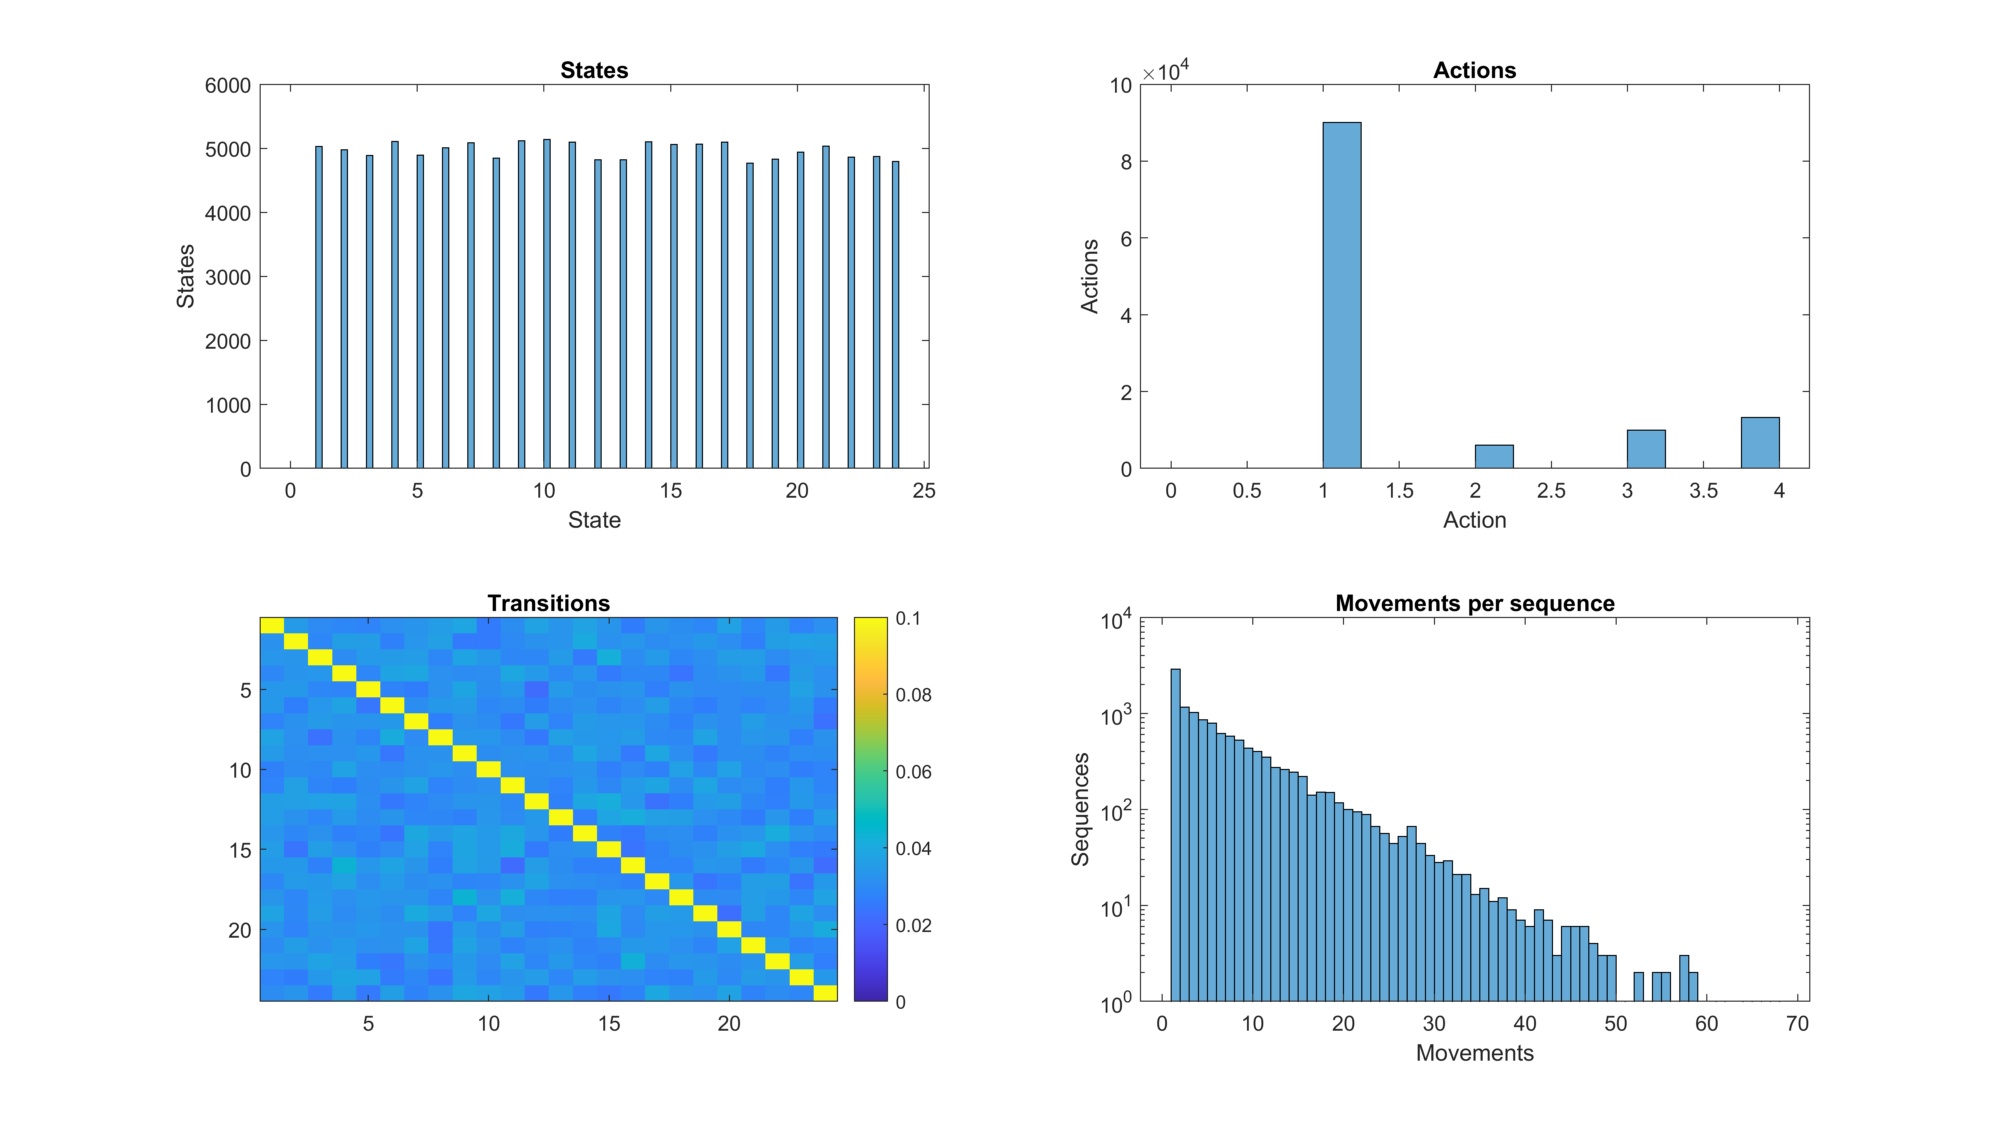 States
6000
5000
4000
3000
2000
1000
0
States
0 5 10 15 20 25
State
Actions
×10^4
10
8
6
4
2
0
Actions
0 0.5 1 1.5 2 2.5 3 3.5 4
Action
Transitions
5
10
15
20
5 10 15 20
0.1
0.08
0.06
0.04
0.02
0
Movements per sequence
10^4
10^3
10^2
10^1
10^0
Sequences
0 10 20 30 40 50 60 70
Movements